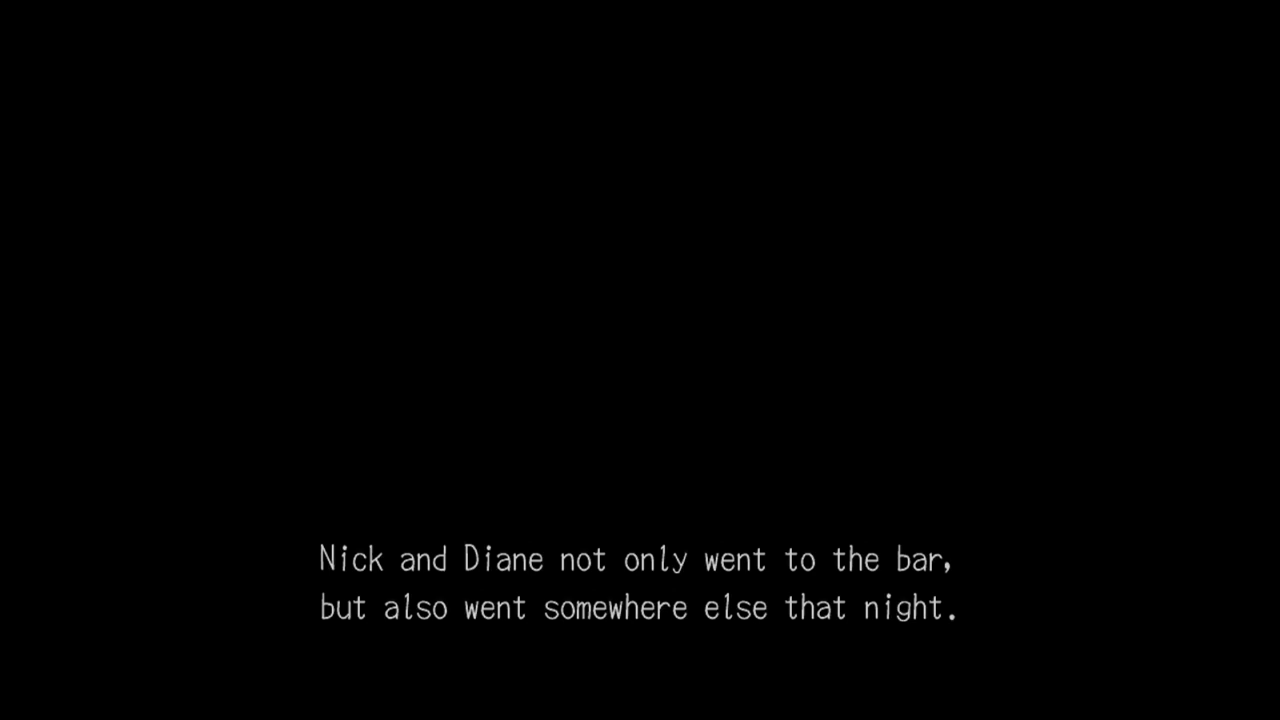 Nick and Diane not only went to the bar,
but also went somewhere else that night.